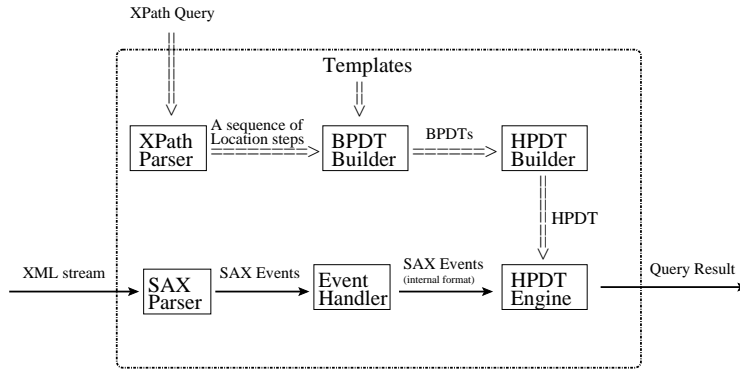 XPath Query
Templates
XPath
Parser
A sequence of
Location steps
BPDT
Builder
BPDTs
HPDT
Builder
HPDT
XML stream
SAX
Parser
SAX Events
Event
Handler
SAX Events
(internal format)
HPDT
Engine
Query Result